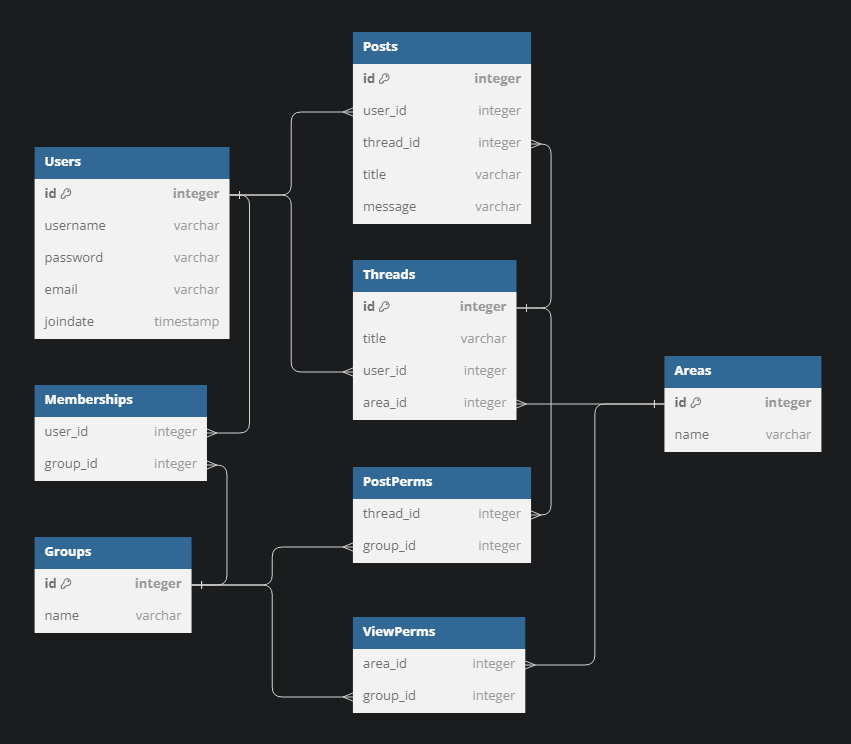 Posts
id integer
user_id integer
thread_id integer
title varchar
message varchar
Users
id integer
username varchar
password varchar
email varchar
joindate timestamp
Threads
id integer
title varchar
user_id integer
area_id integer
Areas
id integer
name varchar
Memberships
user_id integer
group_id integer
PostPerms
thread_id integer
group_id integer
Groups
id integer
name varchar
ViewPerms
area_id integer
group_id integer